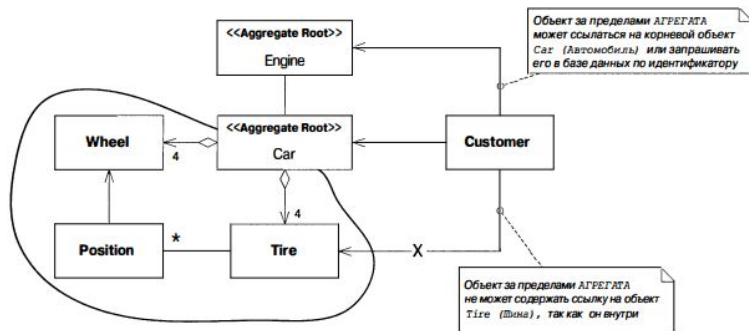 <<Aggregate Root>>
Engine
Объект за пределами АГРЕГАТА
может ссылаться на корневой объект
Car (Автомобиль) или запрашивать
его в базе данных по идентификатору
Wheel
4
<<Aggregate Root>>
Car
Customer
4
Position
*
Tire
X
Объект за пределами АГРЕГАТА
не может содержать ссылку на объект
Tire (Шина), так как он внутри